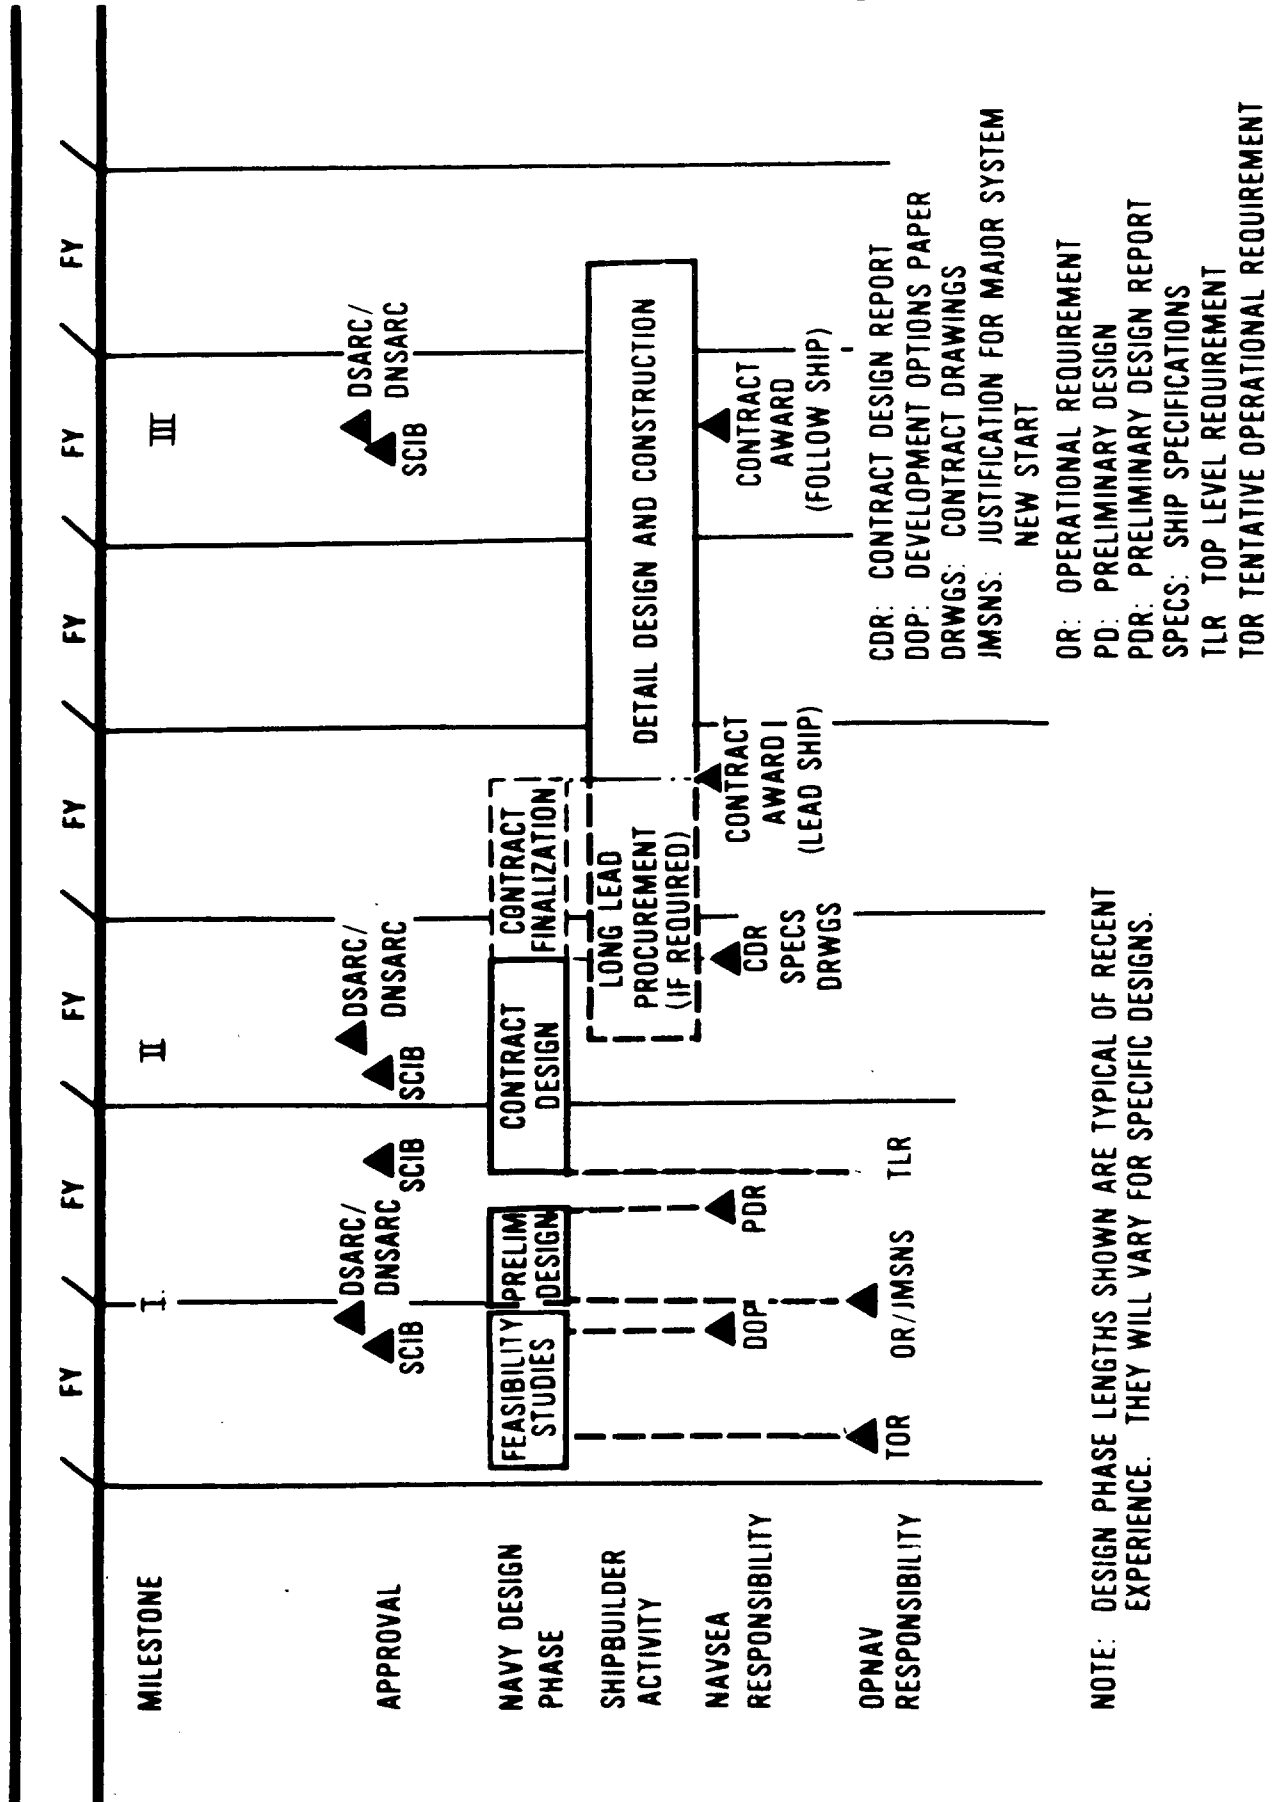 FY
FY
FY
FY
FY
FY
FY
MILESTONE
I
II
III
APPROVAL
SCIB
DSARC/
DNSARC
SCIB
SCIB
DSARC/
DNSARC
SCIB
DSARC/
DNSARC
NAVY DESIGN
PHASE
FEASIBILITY
STUDIES
PRELIM
DESIGN
CONTRACT
DESIGN
CONTRACT
FINALIZATION
SHIPBUILDER
ACTIVITY
LONG LEAD
PROCUREMENT
(IF REQUIRED)
DETAIL DESIGN AND CONSTRUCTION
NAVSEA
RESPONSIBILITY
DOP
PDR
CDR
SPECS
DRWGS
CONTRACT
AWARD
(LEAD SHIP)
CONTRACT
AWARD
(FOLLOW SHIP)
OPNAV
RESPONSIBILITY
TOR
OR/JMSNS
TLR
CDR: CONTRACT DESIGN REPORT
DOP: DEVELOPMENT OPTIONS PAPER
DRWGS: CONTRACT DRAWINGS
JMSNS: JUSTIFICATION FOR MAJOR SYSTEM
NEW START
OR: OPERATIONAL REQUIREMENT
PD: PRELIMINARY DESIGN
PDR: PRELIMINARY DESIGN REPORT
SPECS: SHIP SPECIFICATIONS
TLR TOP LEVEL REQUIREMENT
TOR TENTATIVE OPERATIONAL REQUIREMENT
NOTE: DESIGN PHASE LENGTHS SHOWN ARE TYPICAL OF RECENT
EXPERIENCE. THEY WILL VARY FOR SPECIFIC DESIGNS.